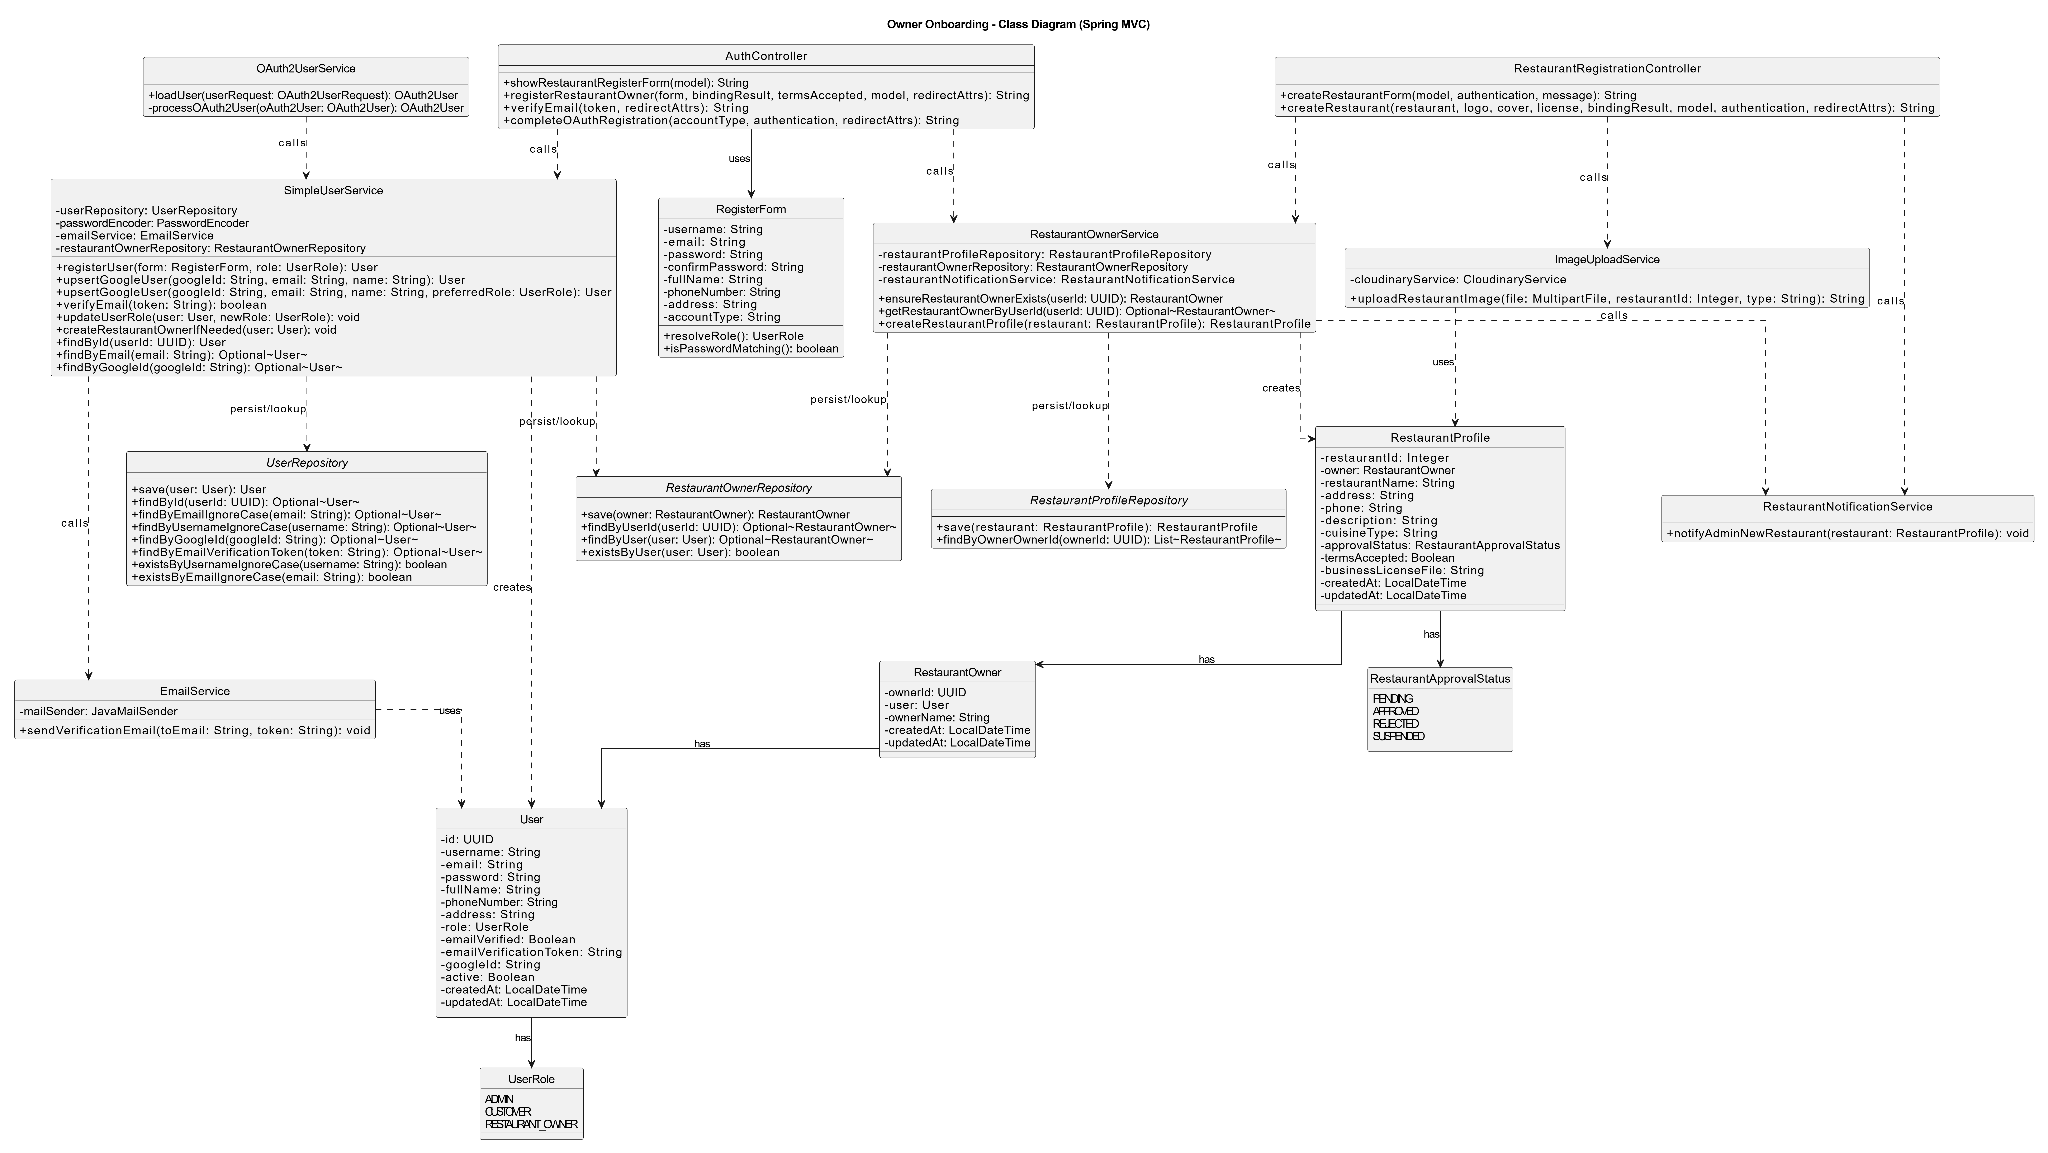 Owner Onboarding - Class Diagram (Spring MVC)
OAuth2UserService
+loadUser(userRequest: OAuth2UserRequest): OAuth2User
-processOAuth2User(oAuth2User: OAuth2User): OAuth2User
AuthController
+showRestaurantRegisterForm(model): String
+registerRestaurantOwner(form, bindingResult, termsAccepted, model, redirectAttrs): String
+verifyEmail(token, redirectAttrs): String
+completeOAuthRegistration(accountType, authentication, redirectAttrs): String
RestaurantRegistrationController
+createRestaurantForm(model, authentication, message): String
+createRestaurant(restaurant, logo, cover, license, bindingResult, model, authentication, redirectAttrs): String
calls
calls
uses
calls
calls
calls
calls
SimpleUserService
-userRepository: UserRepository
-passwordEncoder: PasswordEncoder
-emailService: EmailService
-restaurantOwnerRepository: RestaurantOwnerRepository
+registerUser(form: RegisterForm, role: UserRole): User
+upsertGoogleUser(googleId: String, email: String, name: String): User
+upsertGoogleUser(googleId: String, email: String, name: String, preferredRole: UserRole): User
+verifyEmail(token: String): boolean
+updateUserRole(user: User, newRole: UserRole): void
+createRestaurantOwnerIfNeeded(user: User): void
+findById(userId: UUID): User
+findByEmail(email: String): Optional~User~
+findByGoogleId(googleId: String): Optional~User~
RegisterForm
-username: String
-email: String
-password: String
-confirmPassword: String
-fullName: String
-phoneNumber: String
-address: String
-accountType: String
+resolveRole(): UserRole
+isPasswordMatching(): boolean
RestaurantOwnerService
-restaurantProfileRepository: RestaurantProfileRepository
-restaurantOwnerRepository: RestaurantOwnerRepository
-restaurantNotificationService: RestaurantNotificationService
+ensureRestaurantOwnerExists(userId: UUID): RestaurantOwner
+getRestaurantOwnerByUserId(userId: UUID): Optional~RestaurantOwner~
+createRestaurantProfile(restaurant: RestaurantProfile): RestaurantProfile
ImageUploadService
-cloudinaryService: CloudinaryService
+uploadRestaurantImage(file: MultipartFile, restaurantId: Integer, type: String): String
calls
uses
creates
persist/lookup
persist/lookup
persist/lookup
persist/lookup
calls
creates
UserRepository
+save(user: User): User
+findById(userId: UUID): Optional~User~
+findByEmailIgnoreCase(email: String): Optional~User~
+findByUsernameIgnoreCase(username: String): Optional~User~
+findByGoogleId(googleId: String): Optional~User~
+findByEmailVerificationToken(token: String): Optional~User~
+existsByUsernameIgnoreCase(username: String): boolean
+existsByEmailIgnoreCase(email: String): boolean
RestaurantOwnerRepository
+save(owner: RestaurantOwner): RestaurantOwner
+findByUserId(userId: UUID): Optional~RestaurantOwner~
+findByUser(user: User): Optional~RestaurantOwner~
+existsByUser(user: User): boolean
RestaurantProfileRepository
+save(restaurant: RestaurantProfile): RestaurantProfile
+findByOwnerOwnerId(ownerId: UUID): List~RestaurantProfile~
RestaurantProfile
-restaurantId: Integer
-owner: RestaurantOwner
-restaurantName: String
-address: String
-phone: String
-description: String
-cuisineType: String
-approvalStatus: RestaurantApprovalStatus
-termsAccepted: Boolean
-businessLicenseFile: String
-createdAt: LocalDateTime
-updatedAt: LocalDateTime
RestaurantNotificationService
+notifyAdminNewRestaurant(restaurant: RestaurantProfile): void
has
has
EmailService
-mailSender: JavaMailSender
+sendVerificationEmail(toEmail: String, token: String): void
uses
RestaurantOwner
-ownerId: UUID
-user: User
-ownerName: String
-createdAt: LocalDateTime
-updatedAt: LocalDateTime
RestaurantApprovalStatus
PENDING
APPROVED
REJECTED
SUSPENDED
has
User
-id: UUID
-username: String
-email: String
-password: String
-fullName: String
-phoneNumber: String
-address: String
-role: UserRole
-emailVerified: Boolean
-emailVerificationToken: String
-googleId: String
-active: Boolean
-createdAt: LocalDateTime
-updatedAt: LocalDateTime
has
UserRole
ADMIN
CUSTOMER
RESTAURANT_OWNER